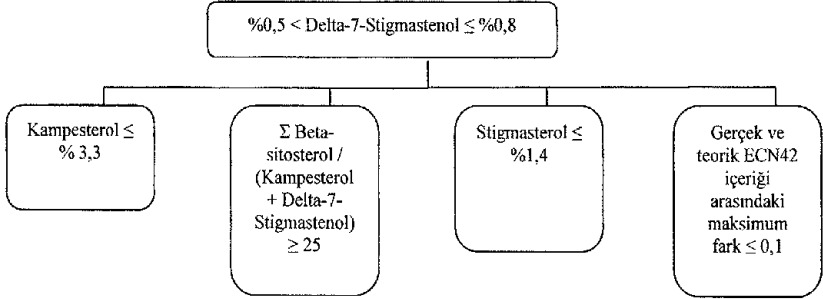 %0,5 < Delta-7-Stigmastenol ≤ %0,8
Kampesterol ≤
% 3,3
Σ Beta-
sitosterol /
(Kampesterol
+ Delta-7-
Stigmastenol)
≥ 25
Stigmasterol ≤
%1,4
Gerçek ve
teorik ECN42
içeriği
arasındaki
maksimum
fark ≤ 0,1